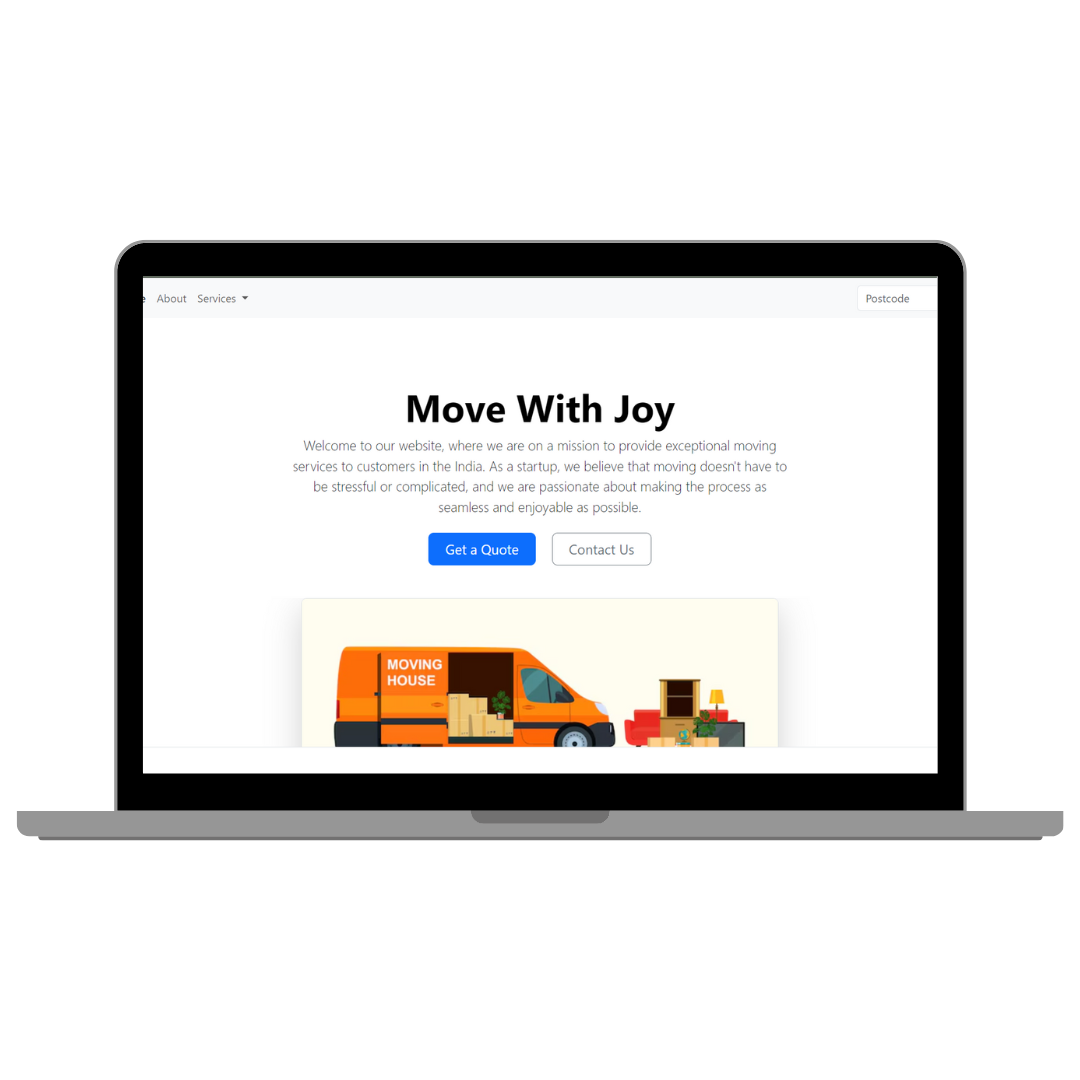 About Services Postcode
Move With Joy
Welcome to our website, where we are on a mission to provide exceptional moving
services to customers in the India. As a startup, we believe that moving doesn't have to
be stressful or complicated, and we are passionate about making the process as
seamless and enjoyable as possible.
Get a Quote Contact Us
MOVING
HOUSE